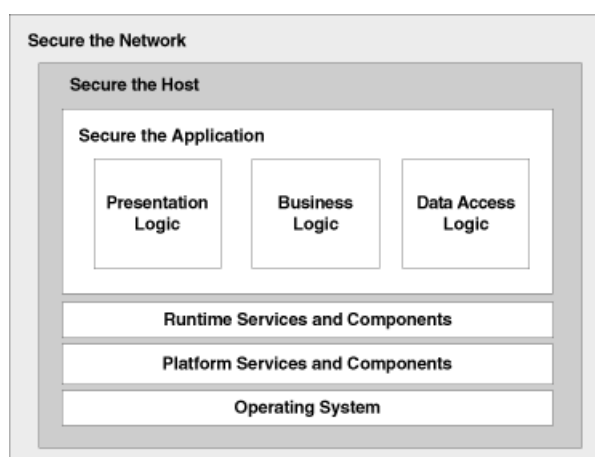 Secure the Network
Secure the Host
Secure the Application
Presentation
Logic
Business
Logic
Data Access
Logic
Runtime Services and Components
Platform Services and Components
Operating System